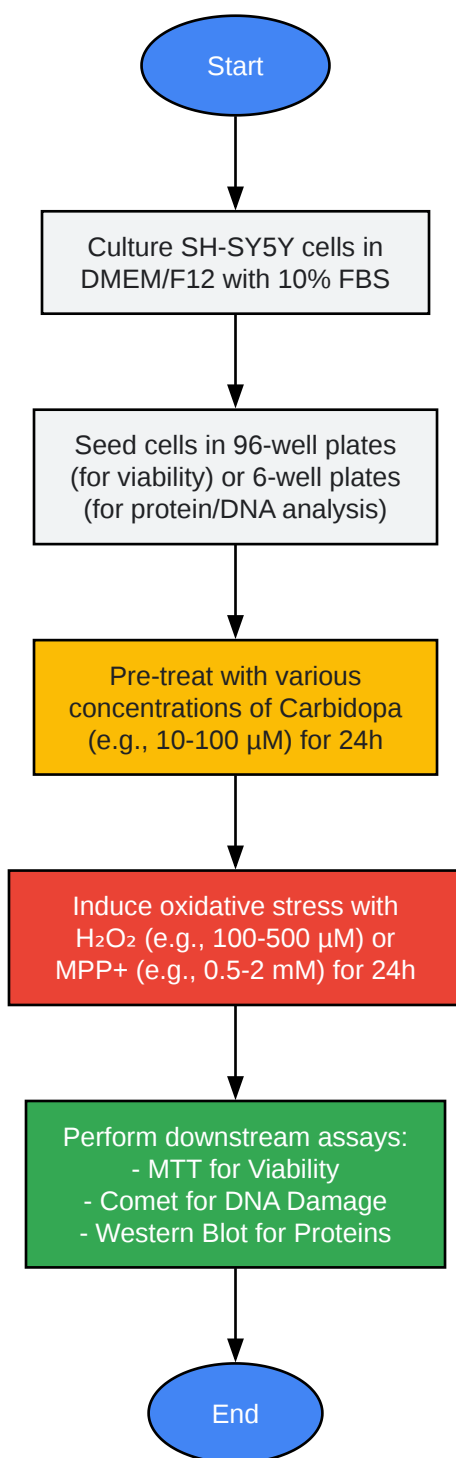 Start
Culture SH-SY5Y cells in
DMEM/F12 with 10% FBS
Seed cells in 96-well plates
(for viability) or 6-well plates
(for protein/DNA analysis)
Pre-treat with various
concentrations of Carbidopa
(e.g., 10-100 µM) for 24h
Induce oxidative stress with
H₂O₂ (e.g., 100-500 µM) or
MPP+ (e.g., 0.5-2 mM) for 24h
Perform downstream assays:
- MTT for Viability
- Comet for DNA Damage
- Western Blot for Proteins
End